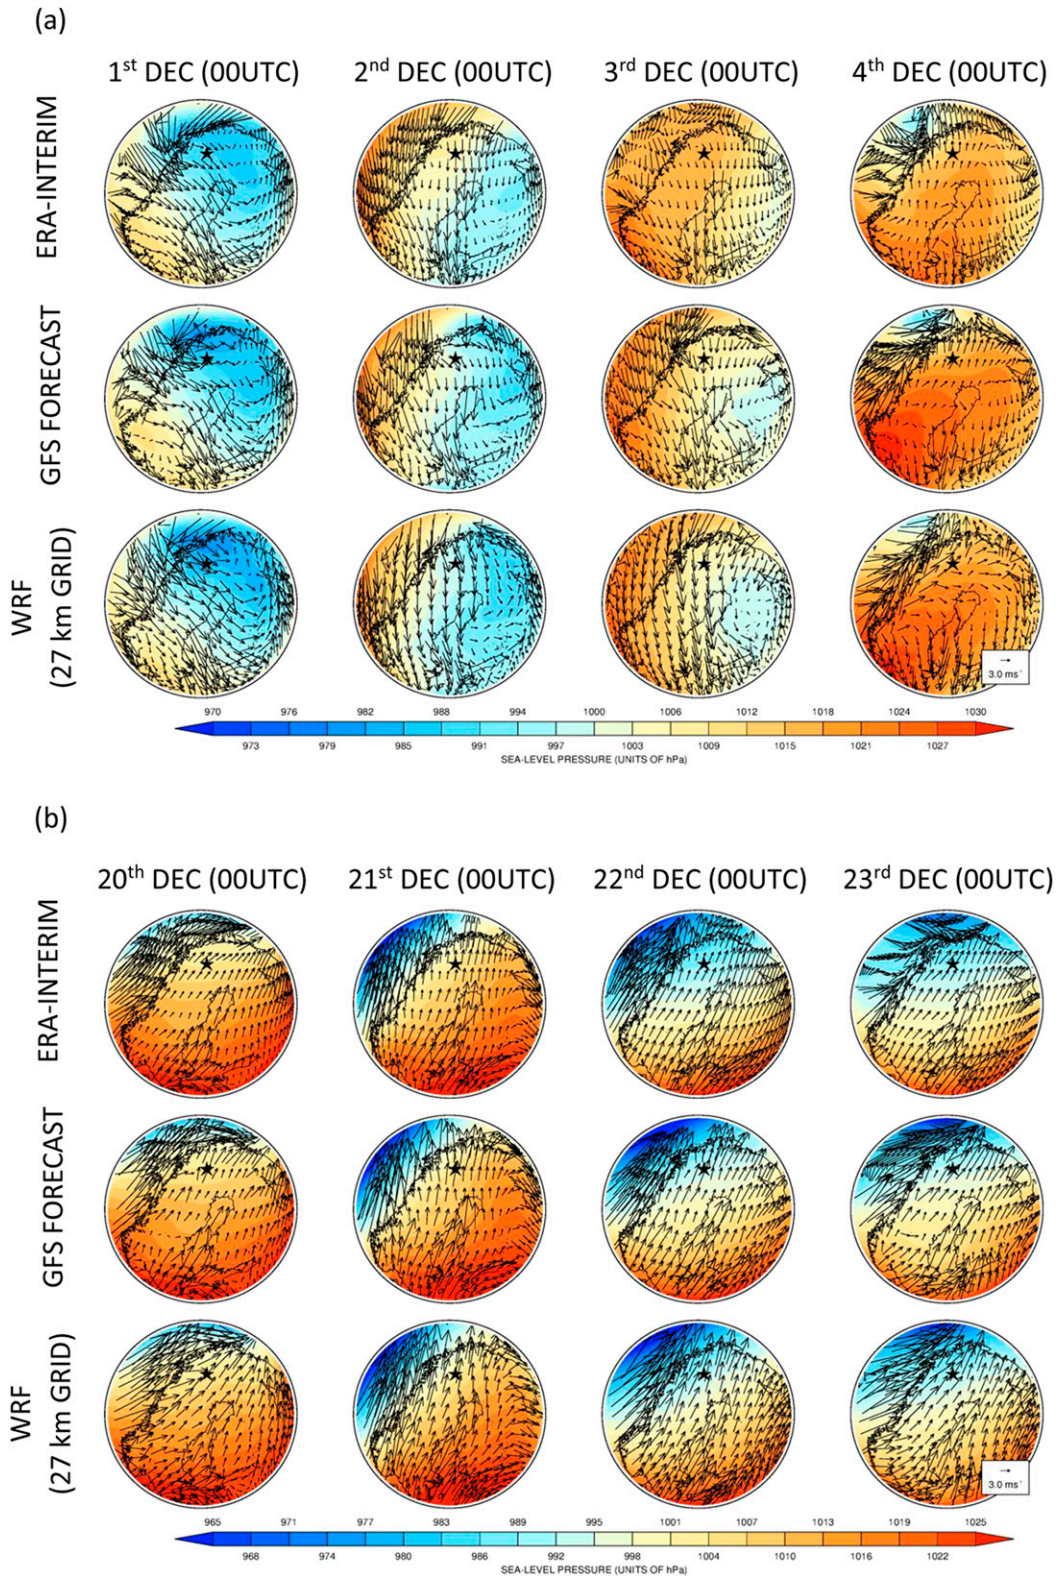 (a)
1st DEC (00UTC) 2nd DEC (00UTC) 3rd DEC (00UTC) 4th DEC (00UTC)
ERA-INTERIM
GFS FORECAST
WRF
(27 km GRID)
3.0 ms-1
970 976 982 988 994 1000 1006 1012 1018 1024 1030
973 979 985 991 997 1003 1009 1015 1021 1027
SEA-LEVEL PRESSURE (UNITS OF hPa)
(b)
20th DEC (00UTC) 21st DEC (00UTC) 22nd DEC (00UTC) 23rd DEC (00UTC)
ERA-INTERIM
GFS FORECAST
WRF
(27 km GRID)
3.0 ms-1
965 971 977 983 989 995 1001 1007 1013 1019 1025
968 974 980 986 992 998 1004 1010 1016 1022
SEA-LEVEL PRESSURE (UNITS OF hPa)